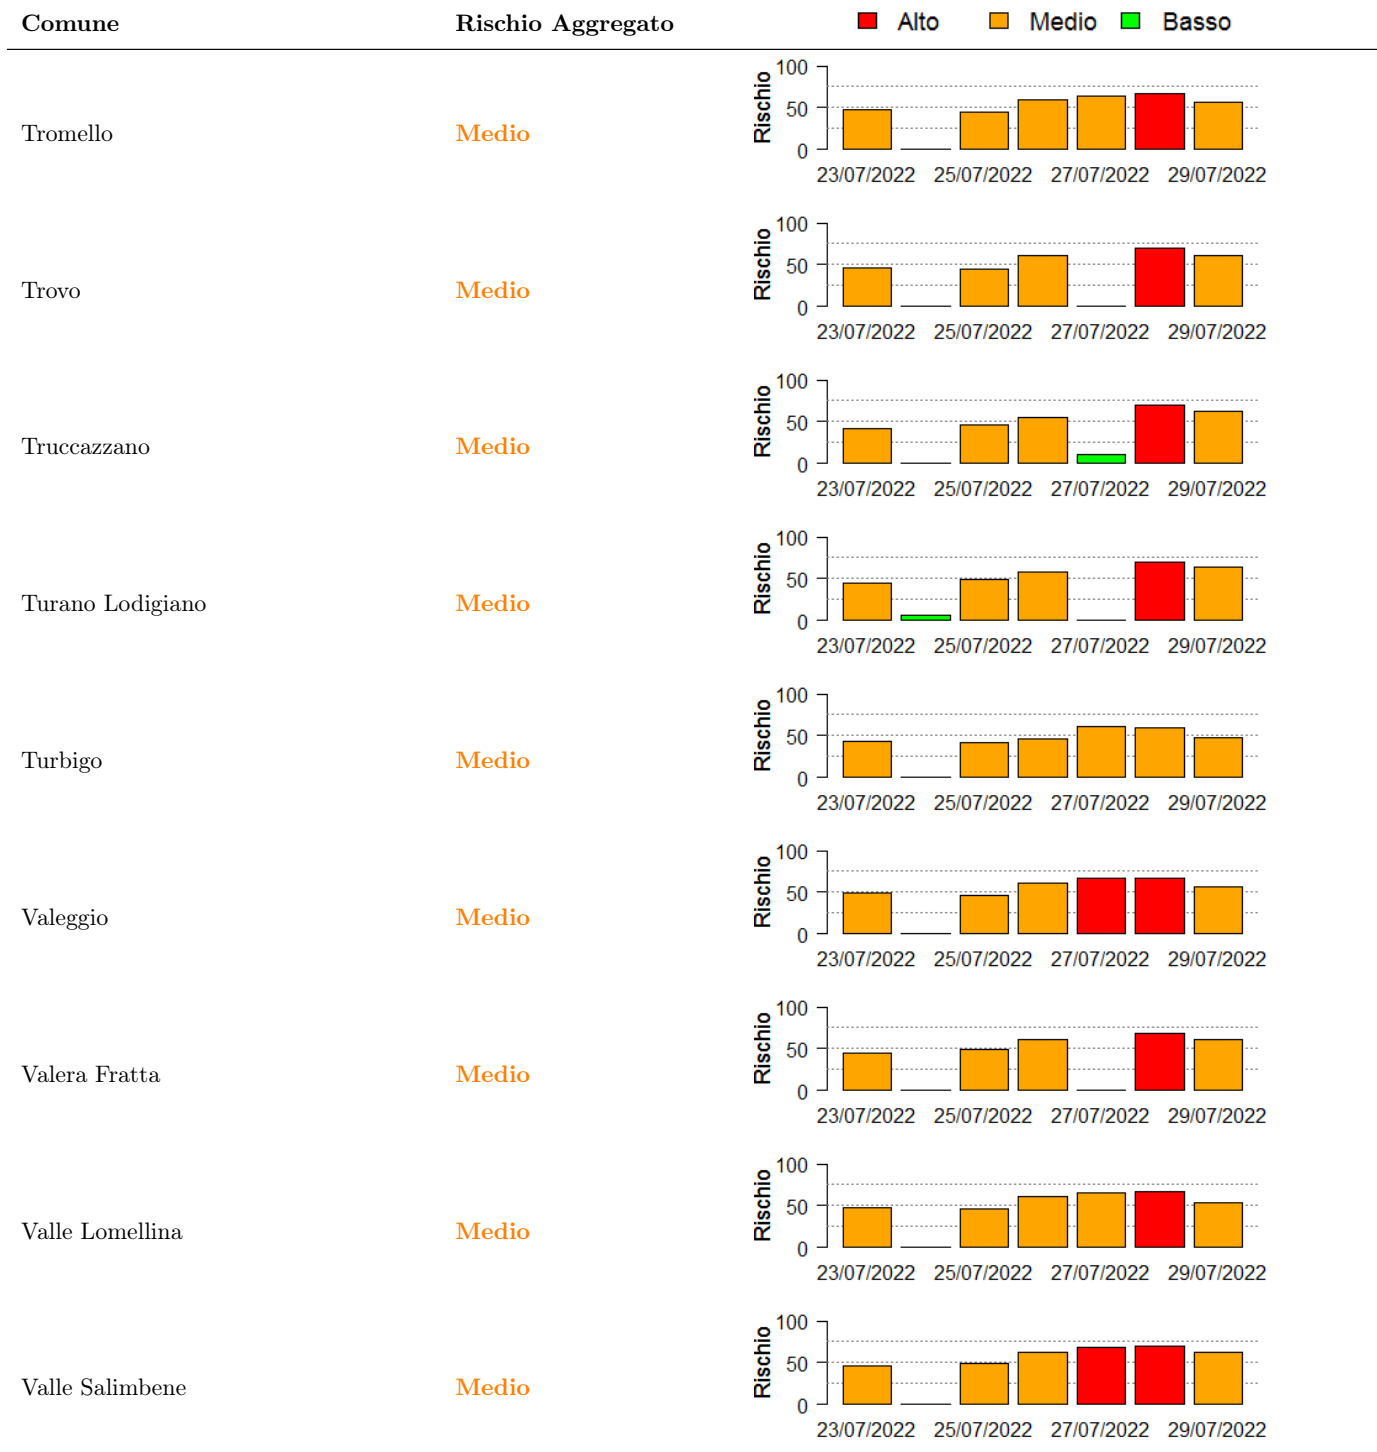 Comune Rischio Aggregato Alto Medio Basso
Tromello Medio
Rischio
100
50
0
23/07/2022 25/07/2022 27/07/2022 29/07/2022
Trovo Medio
Rischio
100
50
0
23/07/2022 25/07/2022 27/07/2022 29/07/2022
Truccazzano Medio
Rischio
100
50
0
23/07/2022 25/07/2022 27/07/2022 29/07/2022
Turano Lodigiano Medio
Rischio
100
50
0
23/07/2022 25/07/2022 27/07/2022 29/07/2022
Turbigo Medio
Rischio
100
50
0
23/07/2022 25/07/2022 27/07/2022 29/07/2022
Valeggio Medio
Rischio
100
50
0
23/07/2022 25/07/2022 27/07/2022 29/07/2022
Valera Fratta Medio
Rischio
100
50
0
23/07/2022 25/07/2022 27/07/2022 29/07/2022
Valle Lomellina Medio
Rischio
100
50
0
23/07/2022 25/07/2022 27/07/2022 29/07/2022
Valle Salimbene Medio
Rischio
100
50
0
23/07/2022 25/07/2022 27/07/2022 29/07/2022